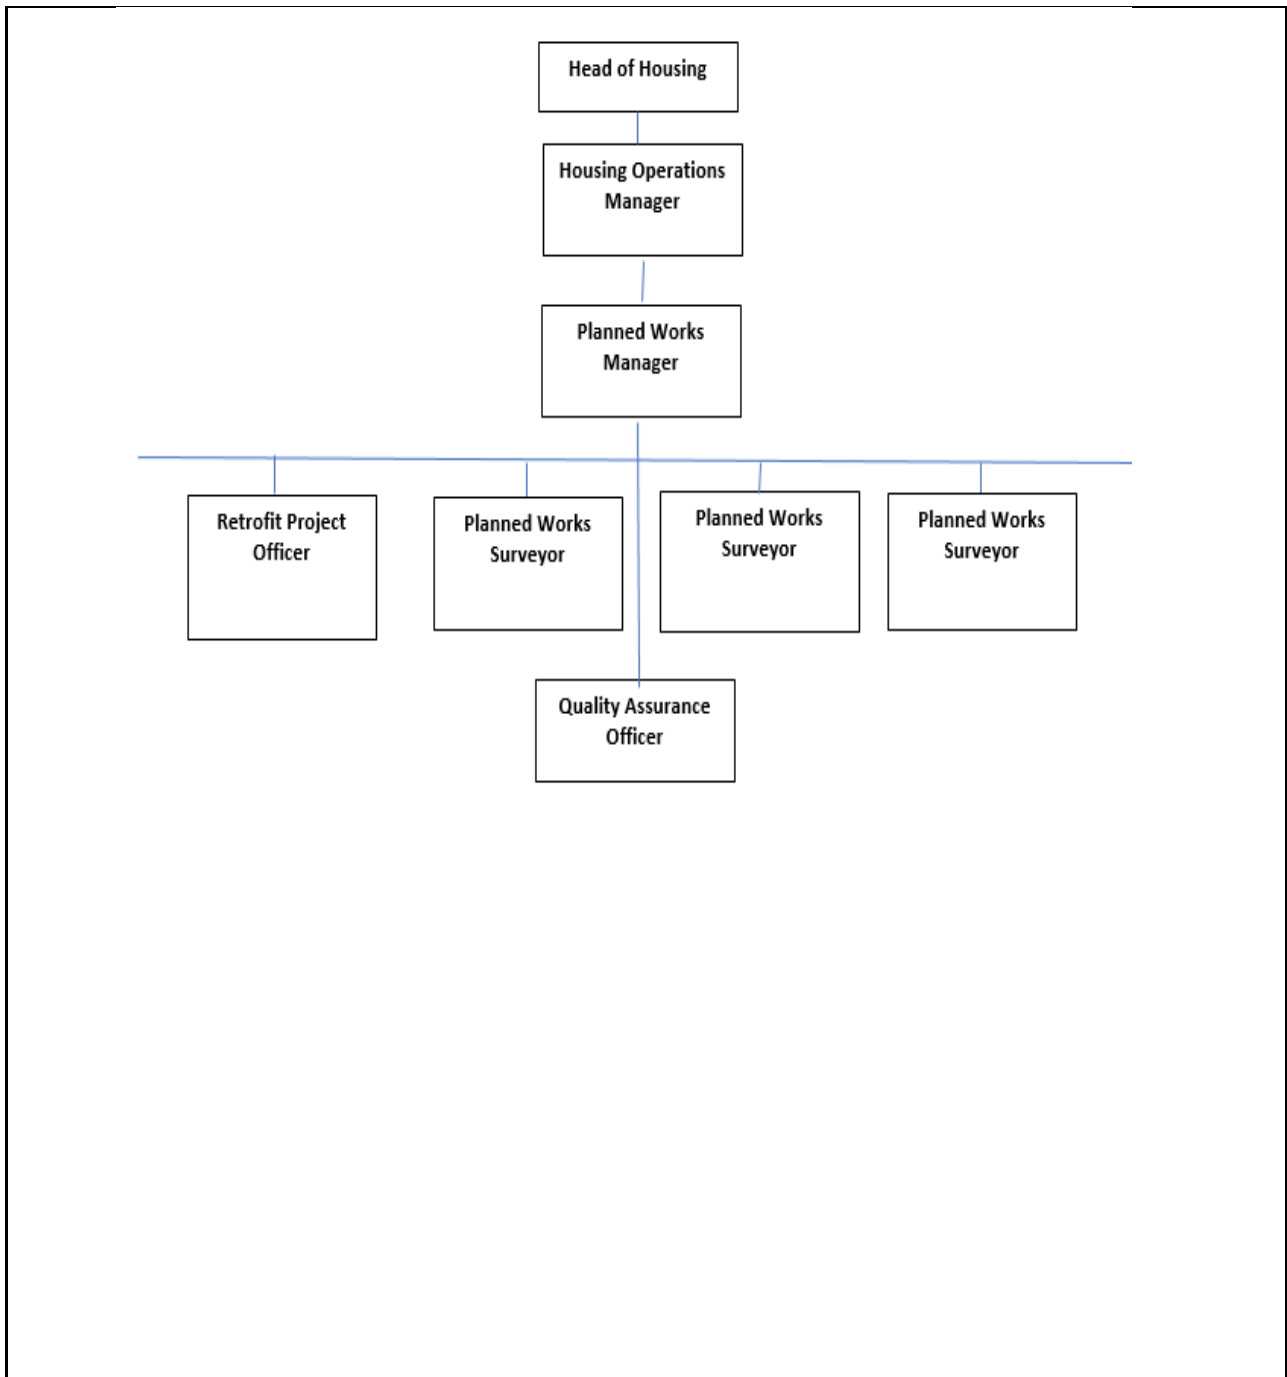 Head of Housing
Housing Operations
Manager
Planned Works
Manager
Retrofit Project
Officer
Planned Works
Surveyor
Planned Works
Surveyor
Planned Works
Surveyor
Quality Assurance
Officer